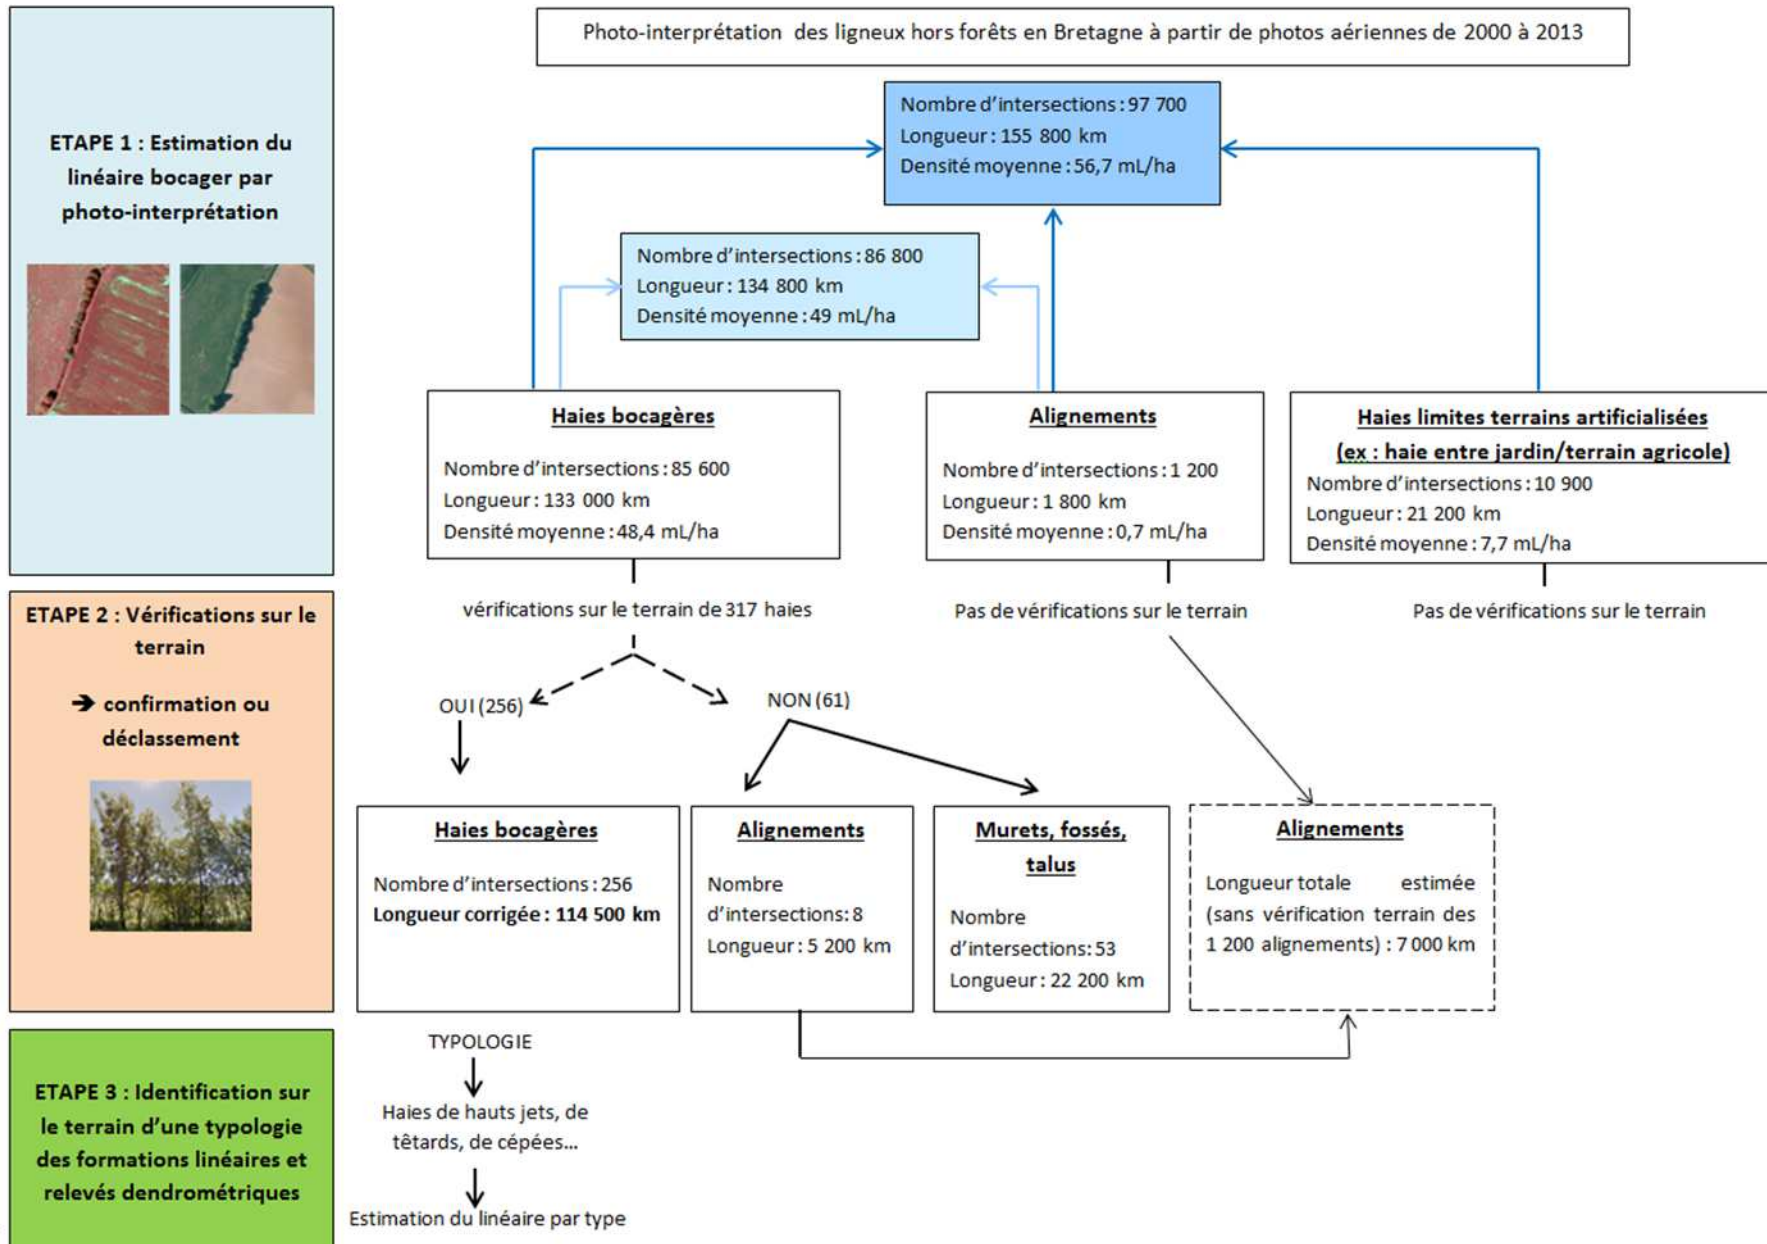 Photo-interprétation des ligneux hors forêts en Bretagne à partir de photos aériennes de 2000 à 2013
ETAPE 1 : Estimation du
linéaire bocager par
photo-interprétation
Nombre d'intersections : 97 700
Longueur : 155 800 km
Densité moyenne : 56,7 mL/ha
Nombre d'intersections : 86 800
Longueur : 134 800 km
Densité moyenne : 49 mL/ha
Haies bocagères
Nombre d'intersections : 85 600
Longueur : 133 000 km
Densité moyenne : 48,4 mL/ha
Alignements
Nombre d'intersections : 1 200
Longueur : 1 800 km
Densité moyenne : 0,7 mL/ha
Haies limites terrains artificialisées
(ex : haie entre jardin/terrain agricole)
Nombre d'intersections : 10 900
Longueur : 21 200 km
Densité moyenne : 7,7 mL/ha
ETAPE 2 : Vérifications sur le
terrain
➔ confirmation ou
déclassement
vérifications sur le terrain de 317 haies
Pas de vérifications sur le terrain
Pas de vérifications sur le terrain
OUI (256)
NON (61)
Haies bocagères
Nombre d'intersections : 256
Longueur corrigée : 114 500 km
Alignements
Nombre
d'intersections: 8
Longueur : 5 200 km
Murets, fossés,
talus
Nombre
d'intersections: 53
Longueur : 22 200 km
Alignements
Longueur totale estimée
(sans vérification terrain des
1 200 alignements) : 7 000 km
ETAPE 3 : Identification sur
le terrain d'une typologie
des formations linéaires et
relevés dendrométriques
TYPOLOGIE
Haies de hauts jets, de
têtards, de cépées...
Estimation du linéaire par type